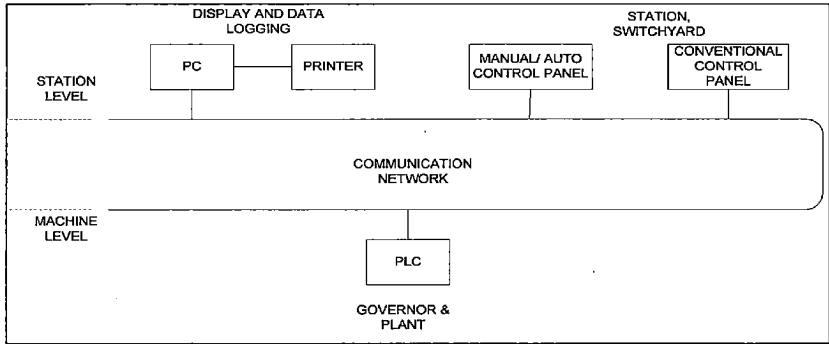 DISPLAY AND DATA
LOGGING
STATION,
SWITCHYARD
PC
PRINTER
MANUAL/ AUTO
CONTROL PANEL
CONVENTIONAL
CONTROL
PANEL
STATION
LEVEL
COMMUNICATION
NETWORK
MACHINE
LEVEL
PLC
GOVERNOR &
PLANT